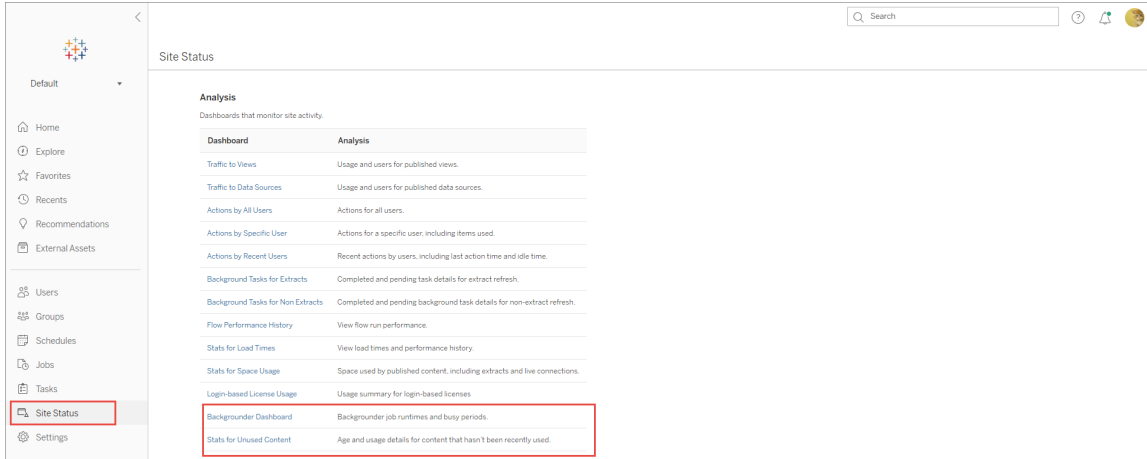 Search
Site Status
Default
Home
Explore
Favorites
Recents
Recommendations
External Assets
Users
Groups
Schedules
Jobs
Tasks
Site Status
Settings
Analysis
Dashboards that monitor site activity.
Dashboard Analysis
Traffic to Views Usage and users for published views.
Traffic to Data Sources Usage and users for published data sources.
Actions by All Users Actions for all users.
Actions by Specific User Actions for a specific user, including items used.
Actions by Recent Users Recent actions by users, including last action time and idle time.
Background Tasks for Extracts Completed and pending task details for extract refresh.
Background Tasks for Non Extracts Completed and pending background task details for non-extract refresh.
Flow Performance History View flow run performance.
Stats for Load Times View load times and performance history.
Stats for Space Usage Space used by published content, including extracts and live connections.
Login-based License Usage Usage summary for login-based licenses
Backgrounder Dashboard Backgrounder job runtimes and busy periods.
Stats for Unused Content Age and usage details for content that hasn't been recently used.